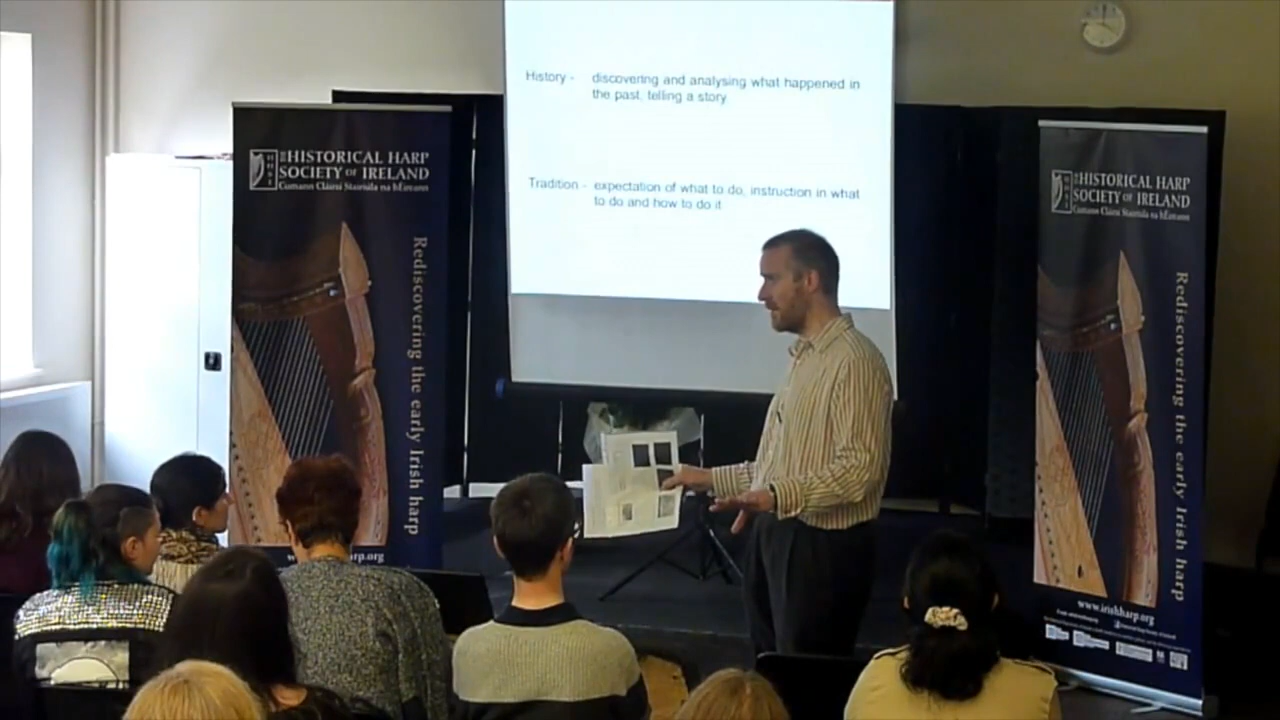 History - discovering and analysing what happened in
the past, telling a story
Tradition - expectation of what to do, instruction in what
to do and how to do it
THE HISTORICAL HARP
SOCIETY OF IRELAND
Cumann Cláirsí Stairiúla na hÉireann
Rediscovering the early Irish harp
THE HISTORICAL HARP
SOCIETY OF IRELAND
Cumann Cláirsí Stairiúla na hÉireann
Rediscovering the early Irish harp
www.irishharp.org